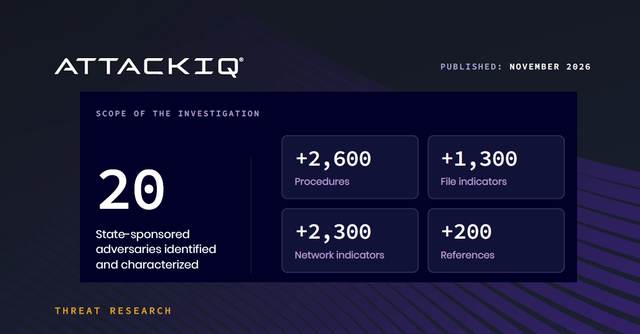 ATTACKIQ®
PUBLISHED: NOVEMBER 2026
SCOPE OF THE INVESTIGATION
20
State-sponsored
adversaries identified
and characterized
+2,600
Procedures
+1,300
File indicators
+2,300
Network indicators
+200
References
THREAT RESEARCH